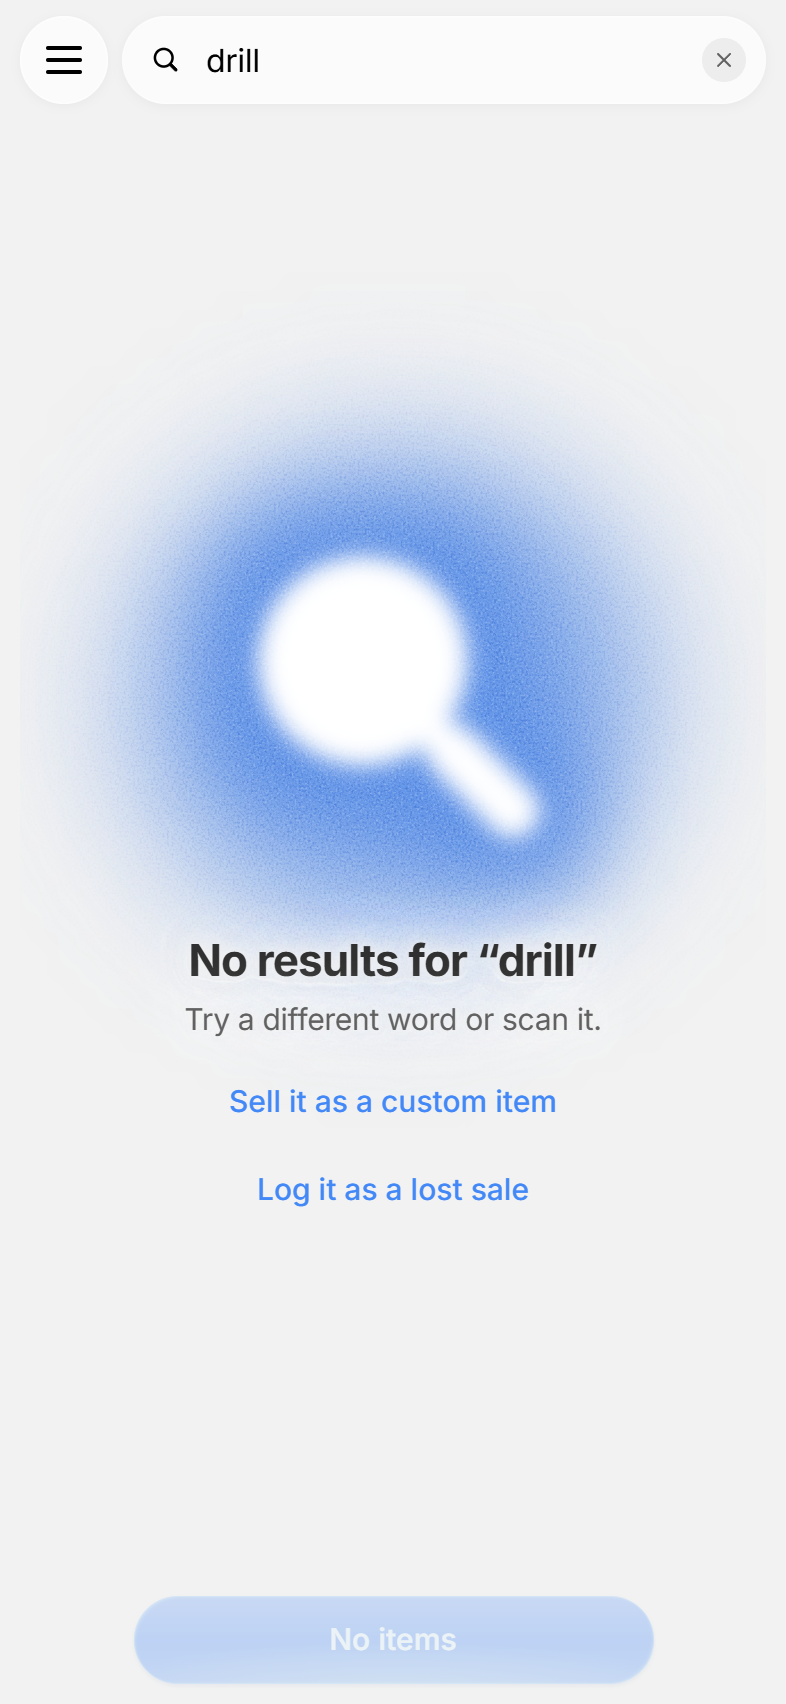 drill
No results for “drill”
Try a different word or scan it.
Sell it as a custom item
Log it as a lost sale
No items